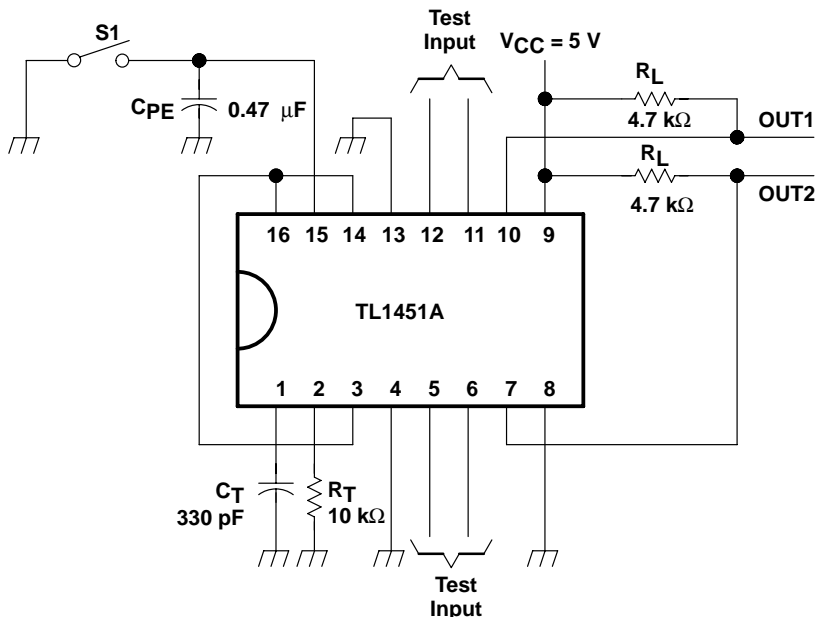 S1
Test
Input
VCC = 5 V
CPE
0.47 μF
RL
4.7 kΩ
OUT1
RL
4.7 kΩ
OUT2
16 15 14 13 12 11 10 9
TL1451A
1 2 3 4 5 6 7 8
CT
330 pF
RT
10 kΩ
Test
Input